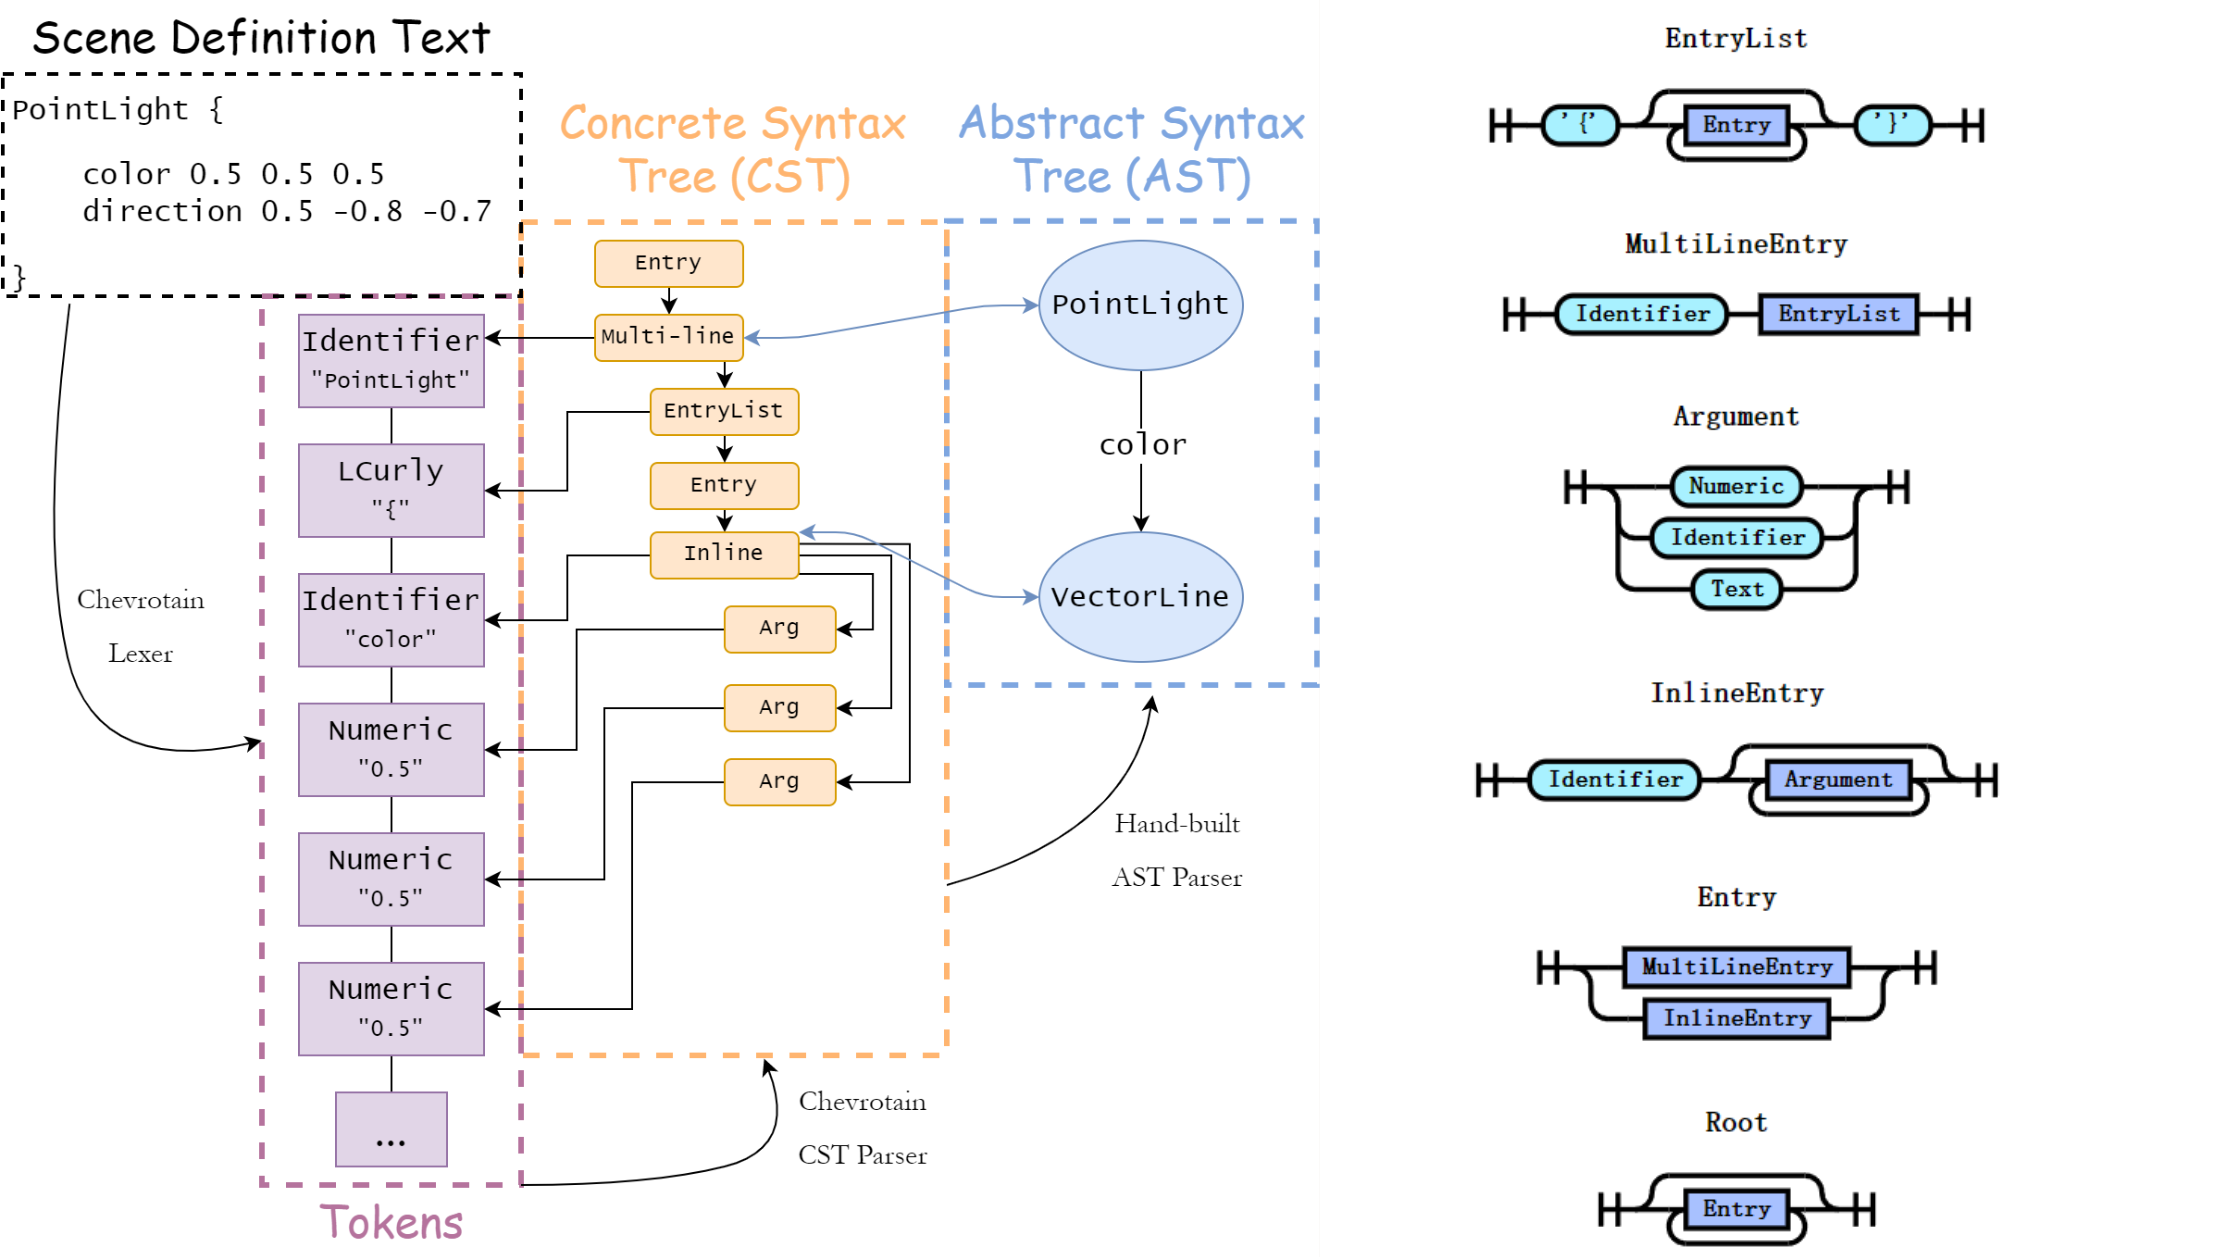 Scene Definition Text
PointLight {
color 0.5 0.5 0.5
direction 0.5 -0.8 -0.7
}
Chevrotain
Lexer
Identifier
"PointLight"
LCurly
"{"
Identifier
"color"
Numeric
"0.5"
Numeric
"0.5"
Numeric
"0.5"
...
Tokens
Concrete Syntax
Tree (CST)
Entry
Multi-line
EntryList
Entry
Inline
Arg
Arg
Arg
Chevrotain
CST Parser
Abstract Syntax
Tree (AST)
PointLight
color
VectorLine
Hand-built
AST Parser
EntryList
'{'
Entry
'}'
MultiLineEntry
Identifier
EntryList
Argument
Numeric
Identifier
Text
InlineEntry
Identifier
Argument
Entry
MultiLineEntry
InlineEntry
Root
Entry